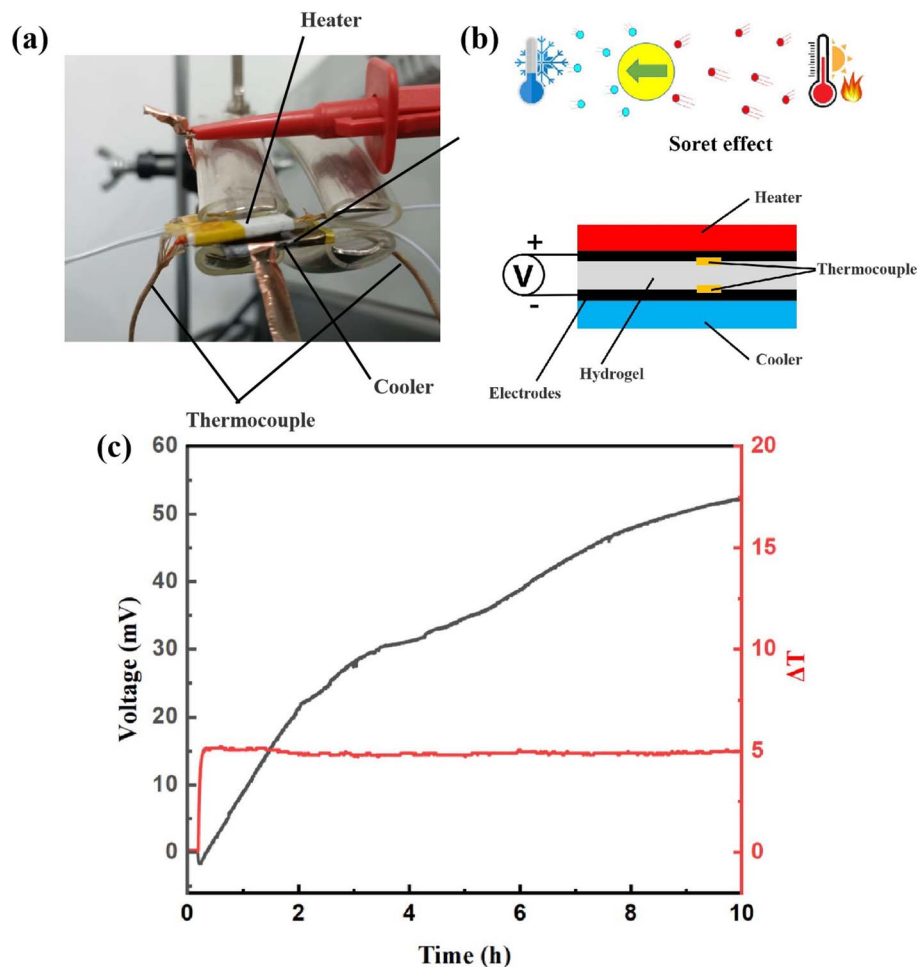 Heater
(a)
(b)
Soret effect
Heater
+
V
-
Thermocouple
Cooler
Hydrogel
Electrodes
Cooler
Thermocouple
(c)
60
50
40
30
20
10
0
Voltage (mV)
20
15
10
5
0
ΔT
0 2 4 6 8 10
Time (h)